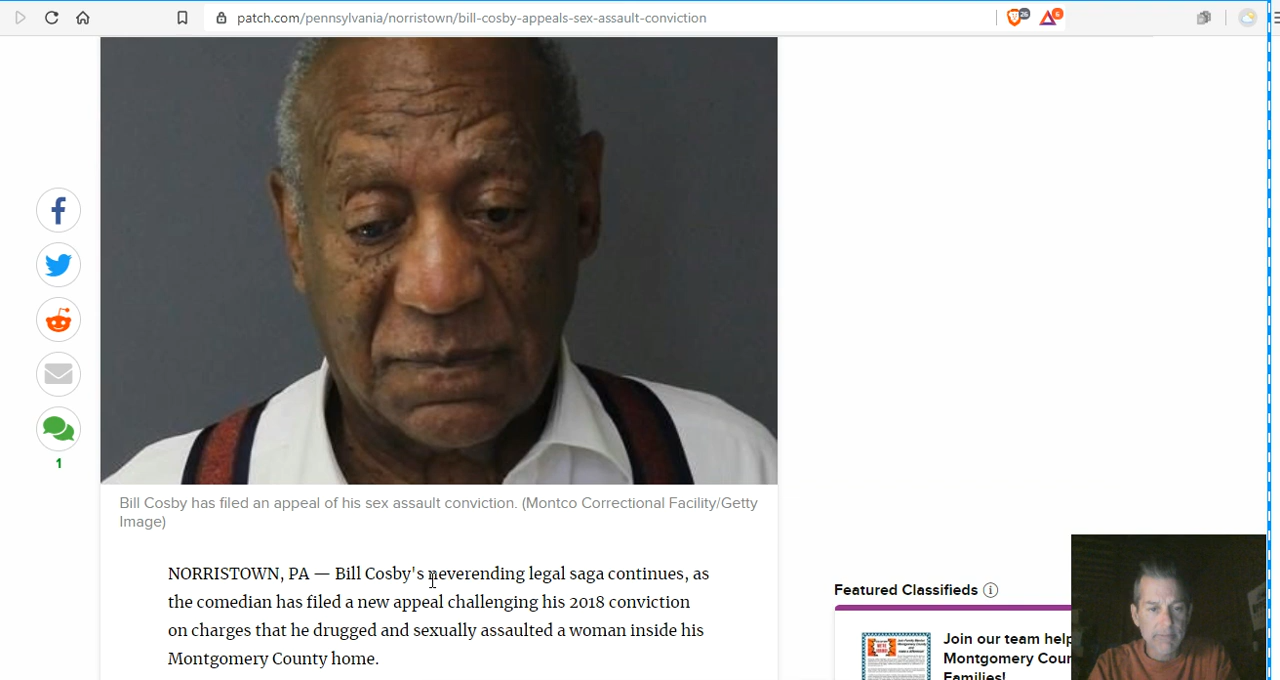 patch.com/pennsylvania/norristown/bill-cosby-appeals-sex-assault-conviction
26
6
1
Bill Cosby has filed an appeal of his sex assault conviction. (Montco Correctional Facility/Getty
Image)
NORRISTOWN, PA — Bill Cosby's neverending legal saga continues, as
the comedian has filed a new appeal challenging his 2018 conviction
on charges that he drugged and sexually assaulted a woman inside his
Montgomery County home.
Featured Classifieds
Join our team help
Montgomery Cou
Families!